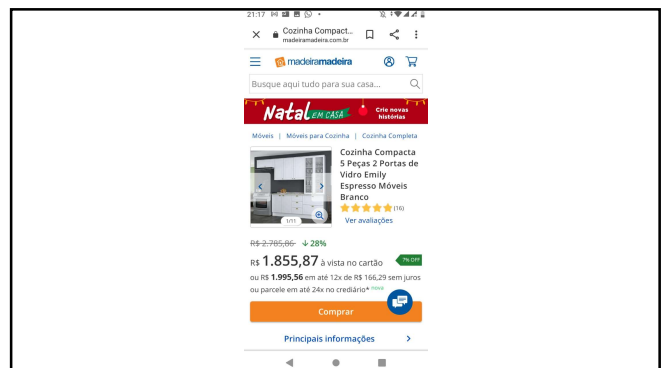 21:17
Cozinha Compact...
madeiramadeira.com.br
madeiramadeira
Busque aqui tudo para sua casa...
Natal EM CASA
Crie novas
histórias
Móveis | Móveis para Cozinha | Cozinha Completa
Cozinha Compacta
5 Peças 2 Portas de
Vidro Emily
Espresso Móveis
Branco
(16)
Ver avaliações
1/11
R$ 2.785,86 28%
R$ 1.855,87 à vista no cartão 7% OFF
ou R$ 1.995,56 em até 12x de R$ 166,29 sem juros
ou parcele em até 24x no crediário* nova
Comprar
Principais informações